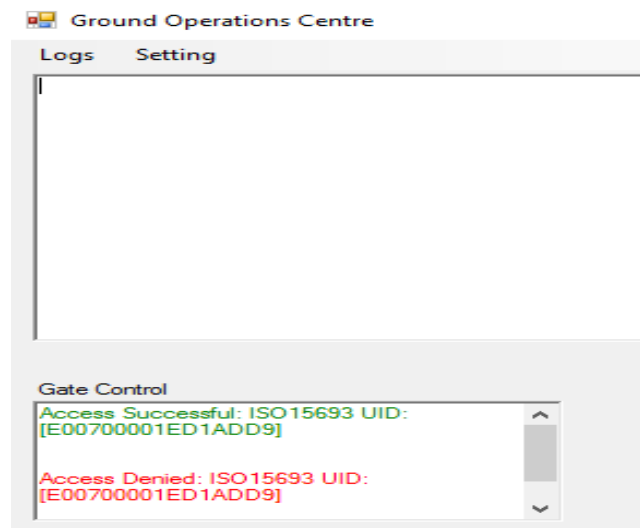 Ground Operations Centre
Logs Setting
Gate Control
Access Successful: ISO15693 UID:
[E00700001ED1ADD9]
Access Denied: ISO15693 UID:
[E00700001ED1ADD9]